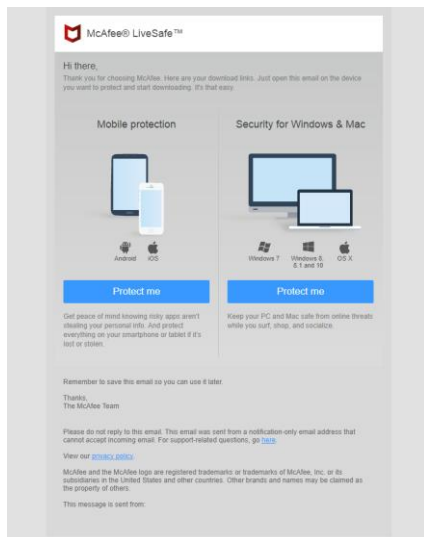 McAfee® LiveSafe™
Hi there,
Thank you for choosing McAfee. Here are your download links. Just open this email on the device
you want to protect and start downloading. It's that easy.
Mobile protection
Android
iOS
Protect me
Get peace of mind knowing risky apps aren't
stealing your personal info. And protect
everything on your smartphone or tablet if it's
lost or stolen.
Security for Windows & Mac
Windows 7
Windows 8,
8.1 and 10
OS X
Protect me
Keep your PC and Mac safe from online threats
while you surf, shop, and socialize.
Remember to save this email so you can use it later.
Thanks,
The McAfee Team
Please do not reply to this email. This email was sent from a notification-only email address that
cannot accept incoming email. For support-related questions, go here.
View our privacy policy.
McAfee and the McAfee logo are registered trademarks or trademarks of McAfee, Inc. or its
subsidiaries in the United States and other countries. Other brands and names may be claimed as
the property of others.
This message is sent from: